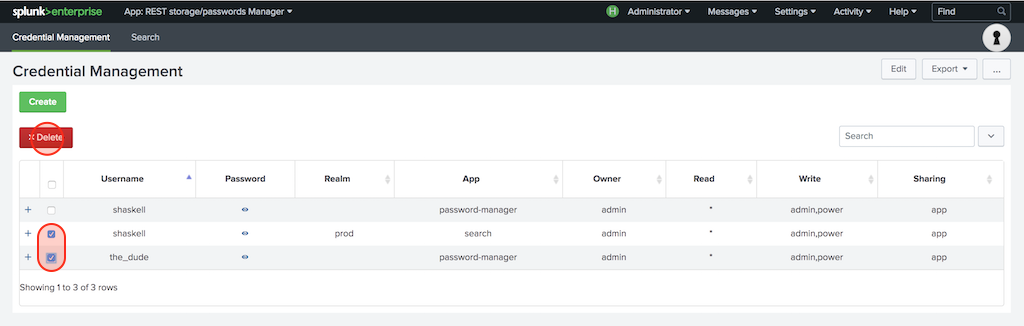 splunk>enterprise App: REST storage/passwords Manager Administrator Messages Settings Activity Help Find
Credential Management Search
Credential Management Edit Export ...
Create
Delete Search
Username Password Realm App Owner Read Write Sharing
+ shaskell password-manager admin * admin,power app
+ shaskell prod search admin * admin,power app
+ the_dude password-manager admin * admin,power app
Showing 1 to 3 of 3 rows